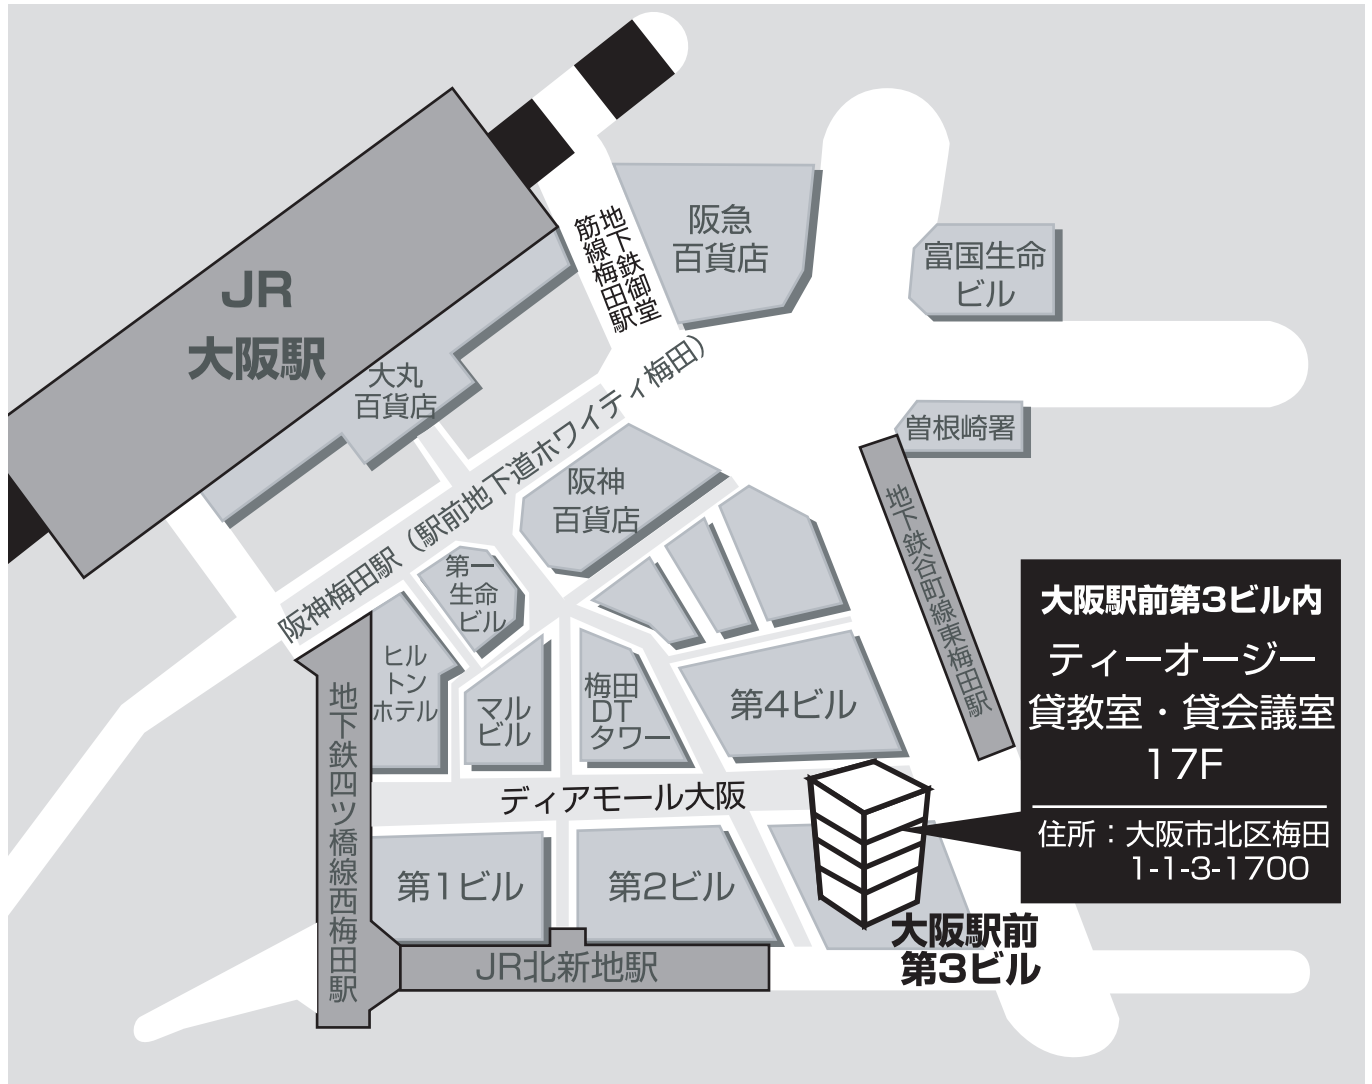 JR
大阪駅
大丸
百貨店
地下鉄御堂
筋線梅田駅
阪急
百貨店
富国生命
ビル
曽根崎署
阪神梅田駅（駅前地下道ホワイティ梅田）
阪神
百貨店
第一
生命
ビル
ヒル
トン
ホテル
マル
ビル
梅田
DT
タワー
第4ビル
地下鉄谷町線東梅田駅
地下鉄四ツ橋線西梅田駅
ディアモール大阪
第1ビル
第2ビル
JR北新地駅
大阪駅前
第3ビル
大阪駅前第3ビル内
ティーオージー
貸教室・貸会議室
17F
住所：大阪市北区梅田
1-1-3-1700